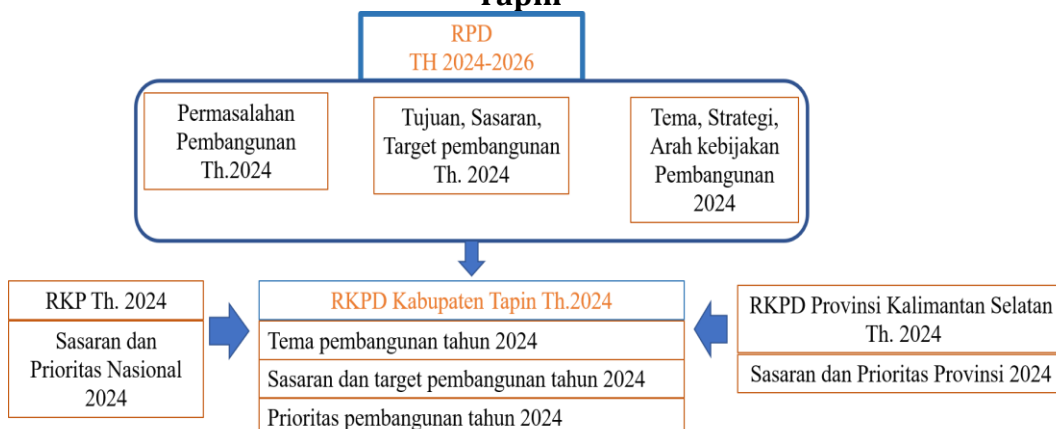 Tapin
RPD
TH 2024-2026
Permasalahan
Pembangunan
Th.2024
Tujuan, Sasaran,
Target pembangunan
Th. 2024
Tema, Strategi,
Arah kebijakan
Pembangunan
2024
RKP Th. 2024
Sasaran dan
Prioritas Nasional
2024
RKPD Kabupaten Tapin Th.2024
Tema pembangunan tahun 2024
Sasaran dan target pembangunan tahun 2024
Prioritas pembangunan tahun 2024
RKPD Provinsi Kalimantan Selatan
Th. 2024
Sasaran dan Prioritas Provinsi 2024